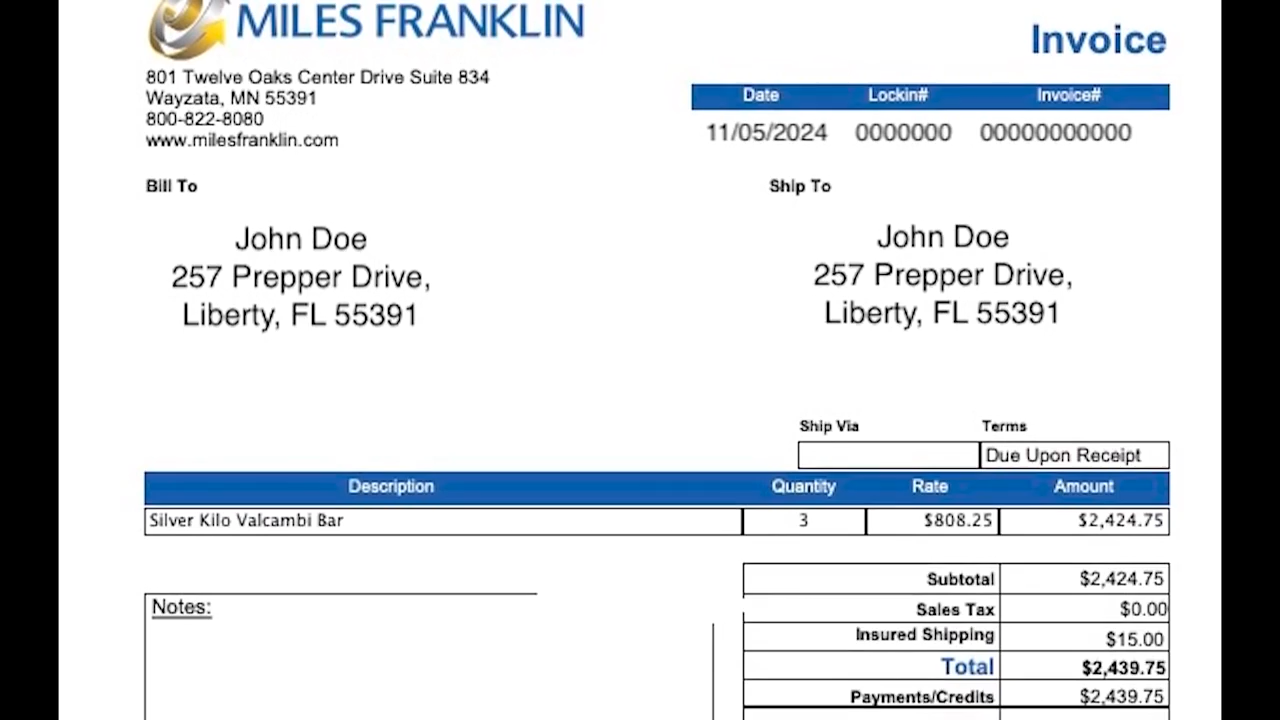 MILES FRANKLIN
Invoice
801 Twelve Oaks Center Drive Suite 834
Wayzata, MN 55391
800-822-8080
www.milesfranklin.com
Date Lockin# Invoice#
11/05/2024 0000000 00000000000
Bill To
Ship To
John Doe
257 Prepper Drive,
Liberty, FL 55391
John Doe
257 Prepper Drive,
Liberty, FL 55391
Ship Via Terms
Due Upon Receipt
Description Quantity Rate Amount
Silver Kilo Valcambi Bar 3 $808.25 $2,424.75
Subtotal $2,424.75
Notes:
Sales Tax $0.00
Insured Shipping $15.00
Total $2,439.75
Payments/Credits $2,439.75